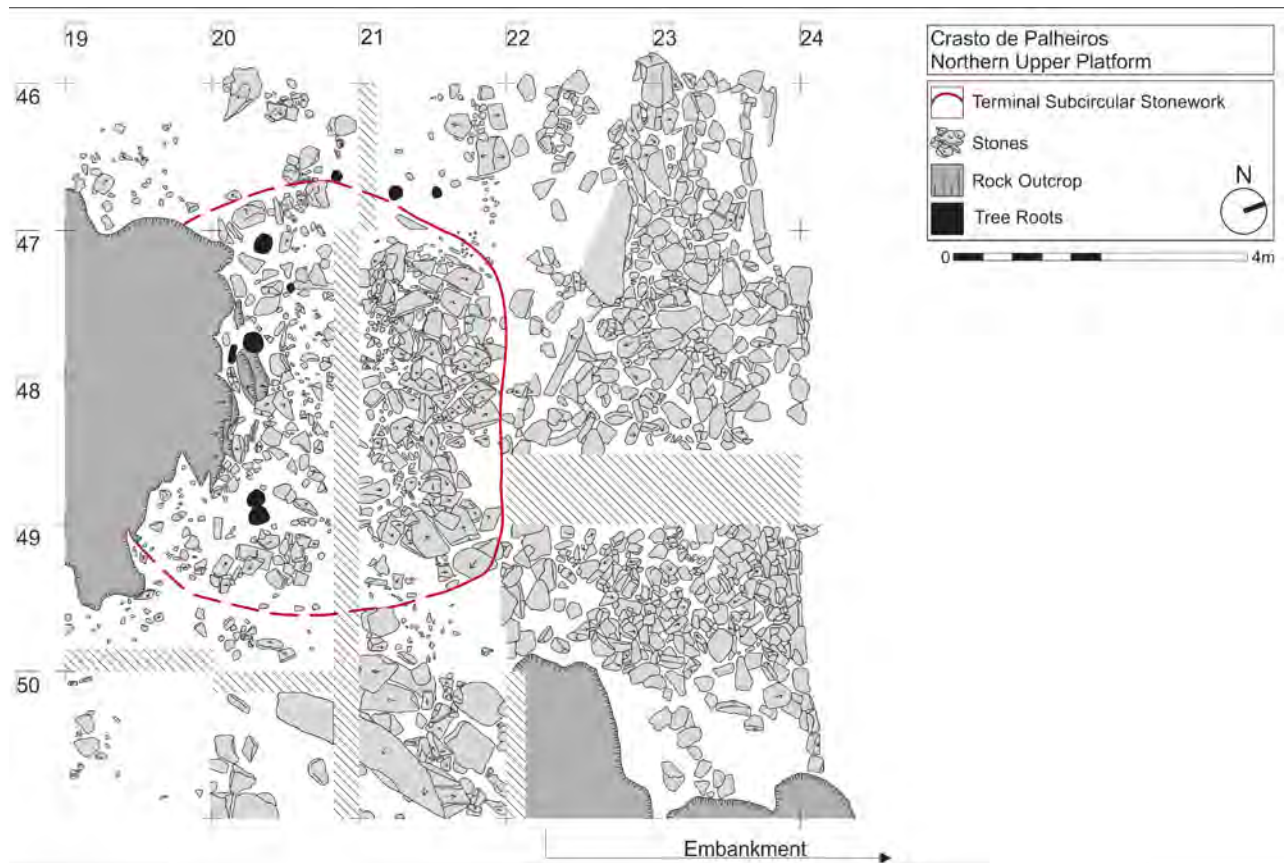 19 20 21 22 23 24
46
47
48
49
50
Crasto de Palheiros
Northern Upper Platform
Terminal Subcircular Stonework
Stones
Rock Outcrop
Tree Roots
N
0 4m
Embankment